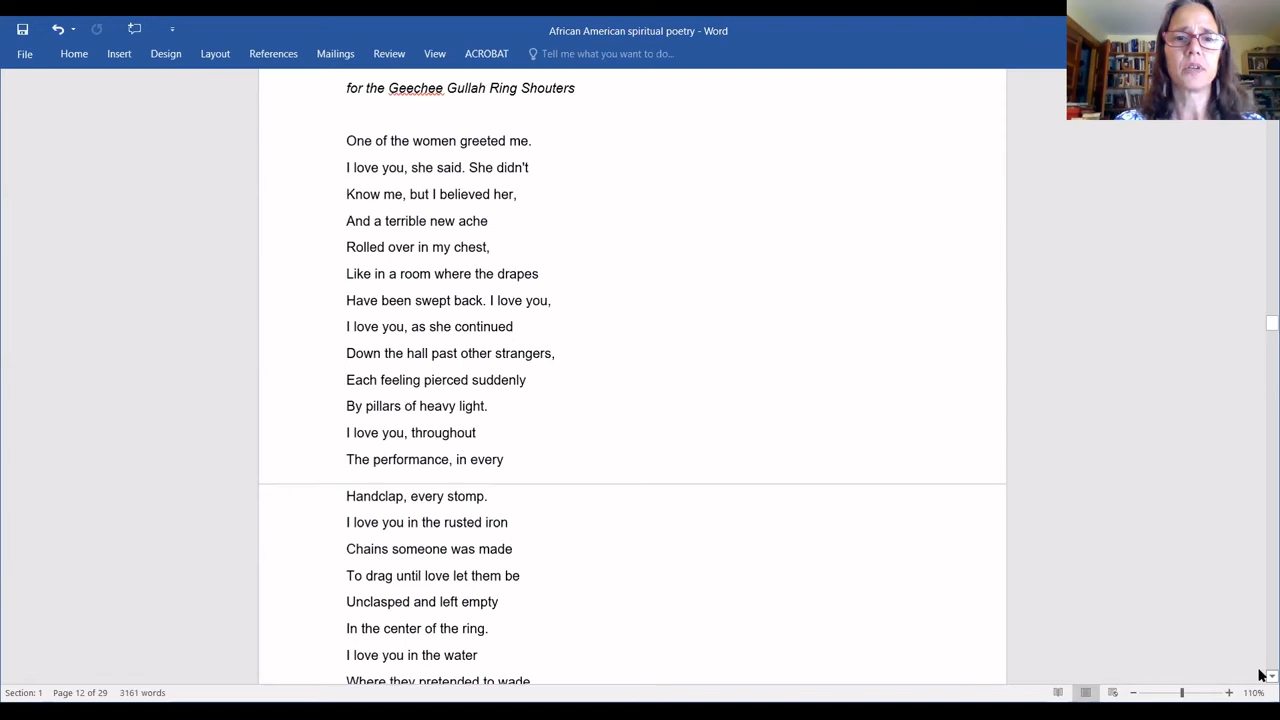 African American spiritual poetry - Word
File Home Insert Design Layout References Mailings Review View ACROBAT Tell me what you want to do...
for the Geechee Gullah Ring Shouters
One of the women greeted me.
I love you, she said. She didn't
Know me, but I believed her,
And a terrible new ache
Rolled over in my chest,
Like in a room where the drapes
Have been swept back. I love you,
I love you, as she continued
Down the hall past other strangers,
Each feeling pierced suddenly
By pillars of heavy light.
I love you, throughout
The performance, in every
Handclap, every stomp.
I love you in the rusted iron
Chains someone was made
To drag until love let them be
Unclasped and left empty
In the center of the ring.
I love you in the water
Where they pretended to wade
Section: 1 Page 12 of 29 3161 words 110%